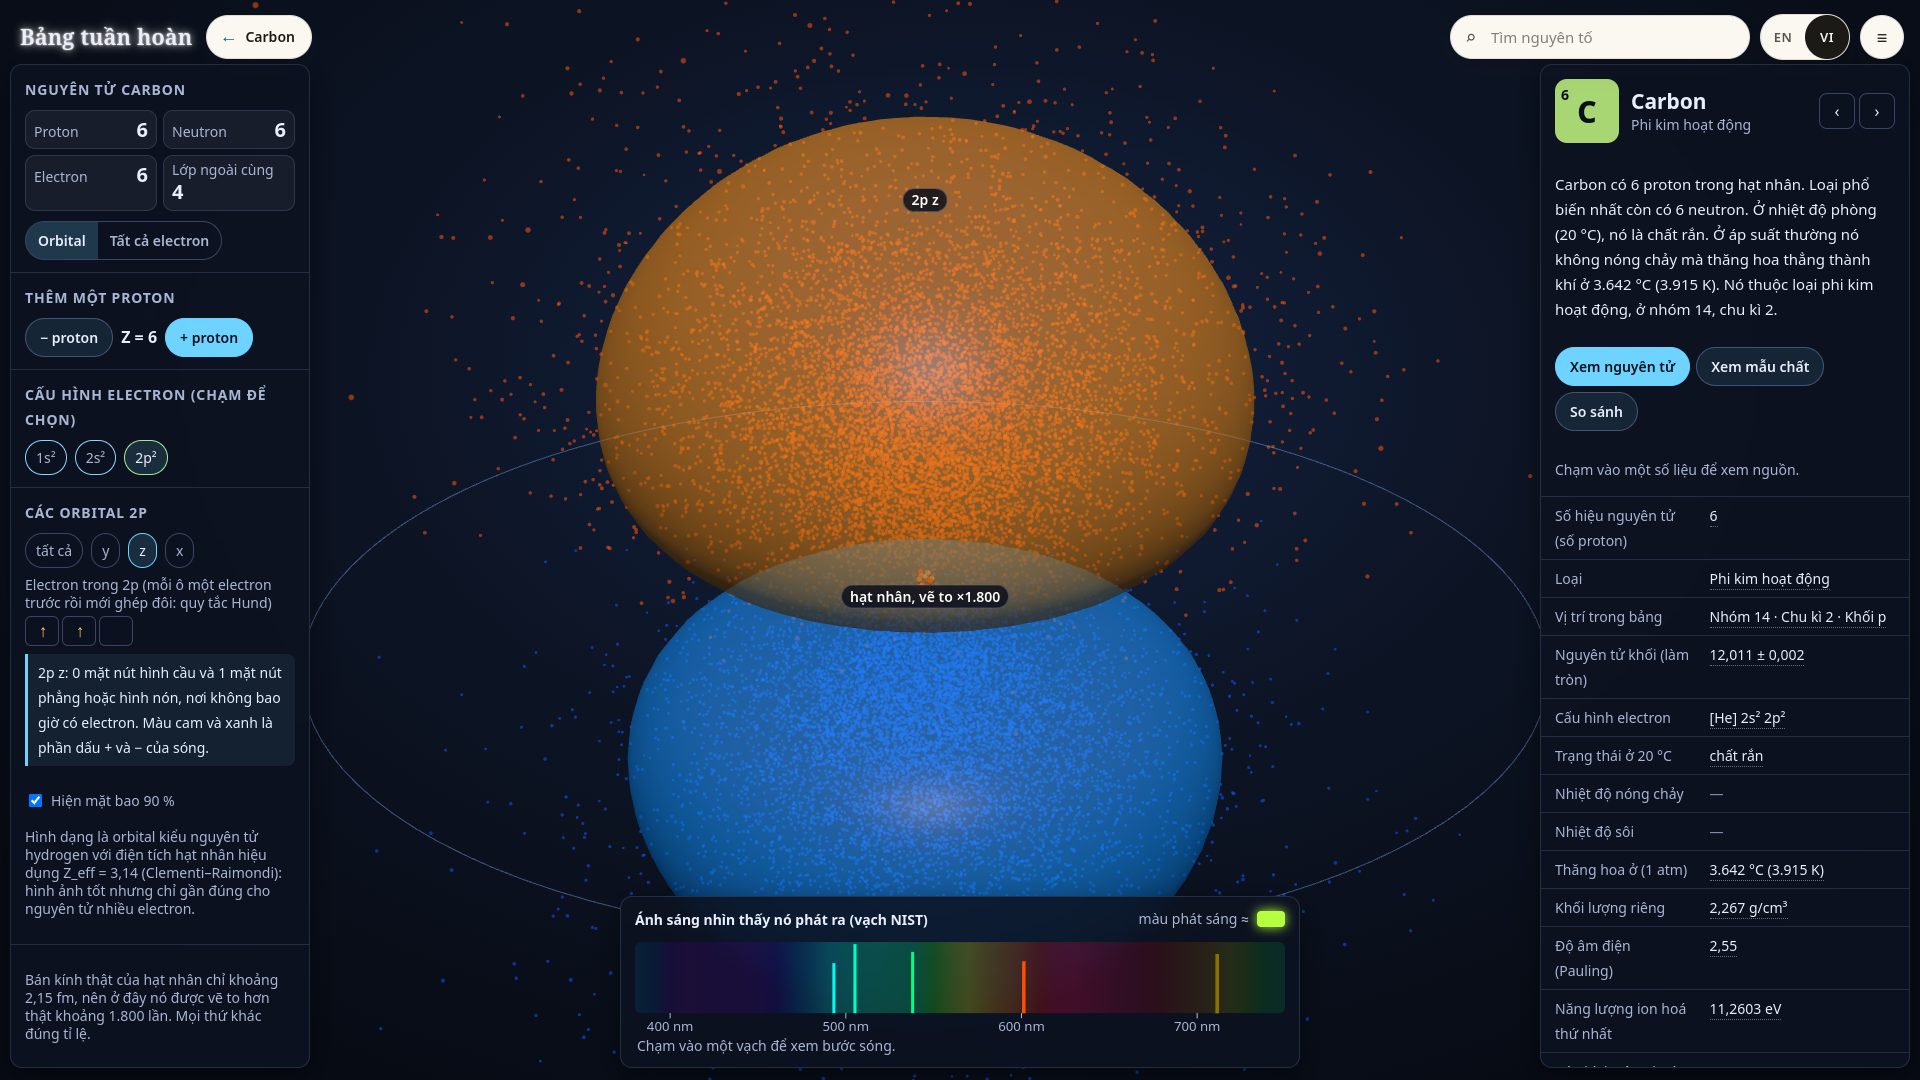 Bảng tuần hoàn
← Carbon
Tìm nguyên tố
EN VI
≡
NGUYÊN TỬ CARBON
Proton 6
Neutron 6
Electron 6
Lớp ngoài cùng 4
Orbital
Tất cả electron
THÊM MỘT PROTON
− proton Z = 6 + proton
CẤU HÌNH ELECTRON (CHẠM ĐỂ
CHỌN)
1s² 2s² 2p²
CÁC ORBITAL 2P
tất cả y z x
Electron trong 2p (mỗi ô một electron
trước rồi mới ghép đôi: quy tắc Hund)
↑ ↑
2p z: 0 mặt nút hình cầu và 1 mặt nút
phẳng hoặc hình nón, nơi không bao
giờ có electron. Màu cam và xanh là
phần dấu + và − của sóng.
Hiện mặt bao 90 %
Hình dạng là orbital kiểu nguyên tử
hydrogen với điện tích hạt nhân hiệu
dụng Z_eff = 3,14 (Clementi–Raimondi):
hình ảnh tốt nhưng chỉ gần đúng cho
nguyên tử nhiều electron.
Bán kính thật của hạt nhân chỉ khoảng
2,15 fm, nên ở đây nó được vẽ to hơn
thật khoảng 1.800 lần. Mọi thứ khác
đúng tỉ lệ.
2p z
hạt nhân, vẽ to ×1.800
Ánh sáng nhìn thấy nó phát ra (vạch NIST)
màu phát sáng ≈
400 nm 500 nm 600 nm 700 nm
Chạm vào một vạch để xem bước sóng.
6
C
Carbon
Phi kim hoạt động
‹ ›
Carbon có 6 proton trong hạt nhân. Loại phổ
biến nhất còn có 6 neutron. Ở nhiệt độ phòng
(20 °C), nó là chất rắn. Ở áp suất thường nó
không nóng chảy mà thăng hoa thẳng thành
khí ở 3.642 °C (3.915 K). Nó thuộc loại phi kim
hoạt động, ở nhóm 14, chu kì 2.
Xem nguyên tử
Xem mẫu chất
So sánh
Chạm vào một số liệu để xem nguồn.
Số hiệu nguyên tử
(số proton)
6
Loại
Phi kim hoạt động
Vị trí trong bảng
Nhóm 14 · Chu kì 2 · Khối p
Nguyên tử khối (làm
tròn)
12,011 ± 0,002
Cấu hình electron
[He] 2s² 2p²
Trạng thái ở 20 °C
chất rắn
Nhiệt độ nóng chảy
—
Nhiệt độ sôi
—
Thăng hoa ở (1 atm)
3.642 °C (3.915 K)
Khối lượng riêng
2,267 g/cm³
Độ âm điện
(Pauling)
2,55
Năng lượng ion hoá
thứ nhất
11,2603 eV